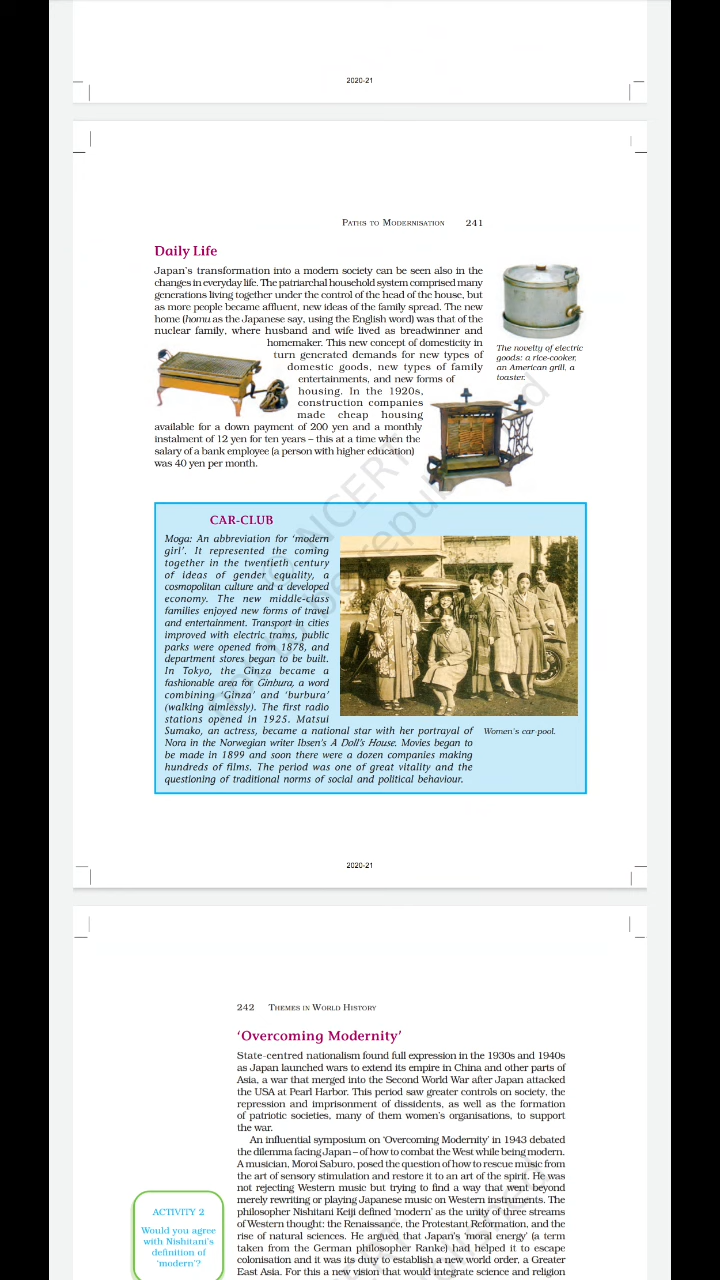 2020-21
PATHS TO MODERNISATION 241
Daily Life
Japan's transformation into a modern society can be seen also in the
changes in everyday life. The patriarchal household system comprised many
generations living together under the control of the head of the house, but
as more people became affluent, new ideas of the family spread. The new
home (homu as the Japanese say, using the English word) was that of the
nuclear family, where husband and wife lived as breadwinner and
homemaker. This new concept of domesticity in
turn generated demands for new types of
domestic goods, new types of family
entertainments, and new forms of
housing. In the 1920s,
construction companies
made cheap housing
available for a down payment of 200 yen and a monthly
instalment of 12 yen for ten years – this at a time when the
salary of a bank employee (a person with higher education)
was 40 yen per month.
The novelty of electric
goods: a rice-cooker,
an American grill, a
toaster.
CAR-CLUB
Moga: An abbreviation for 'modern
girl'. It represented the coming
together in the twentieth century
of ideas of gender equality, a
cosmopolitan culture and a developed
economy. The new middle-class
families enjoyed new forms of travel
and entertainment. Transport in cities
improved with electric trams, public
parks were opened from 1878, and
department stores began to be built.
In Tokyo, the Ginza became a
fashionable area for Ginbura, a word
combining 'Ginza' and 'burbura'
(walking aimlessly). The first radio
stations opened in 1925. Matsui
Sumako, an actress, became a national star with her portrayal of
Nora in the Norwegian writer Ibsen's A Doll's House. Movies began to
be made in 1899 and soon there were a dozen companies making
hundreds of films. The period was one of great vitality and the
questioning of traditional norms of social and political behaviour.
Women's car-pool.
2020-21
242 THEMES IN WORLD HISTORY
'Overcoming Modernity'
State-centred nationalism found full expression in the 1930s and 1940s
as Japan launched wars to extend its empire in China and other parts of
Asia, a war that merged into the Second World War after Japan attacked
the USA at Pearl Harbor. This period saw greater controls on society, the
repression and imprisonment of dissidents, as well as the formation
of patriotic societies, many of them women's organisations, to support
the war.
An influential symposium on 'Overcoming Modernity' in 1943 debated
the dilemma facing Japan – of how to combat the West while being modern.
A musician, Moroi Saburo, posed the question of how to rescue music from
the art of sensory stimulation and restore it to an art of the spirit. He was
not rejecting Western music but trying to find a way that went beyond
merely rewriting or playing Japanese music on Western instruments. The
philosopher Nishitani Keiji defined 'modern' as the unity of three streams
of Western thought: the Renaissance, the Protestant Reformation, and the
rise of natural sciences. He argued that Japan's 'moral energy' (a term
taken from the German philosopher Ranke) had helped it to escape
colonisation and it was its duty to establish a new world order, a Greater
East Asia. For this a new vision that would integrate science and religion
ACTIVITY 2
Would you agree
with Nishitani's
definition of
'modern'?